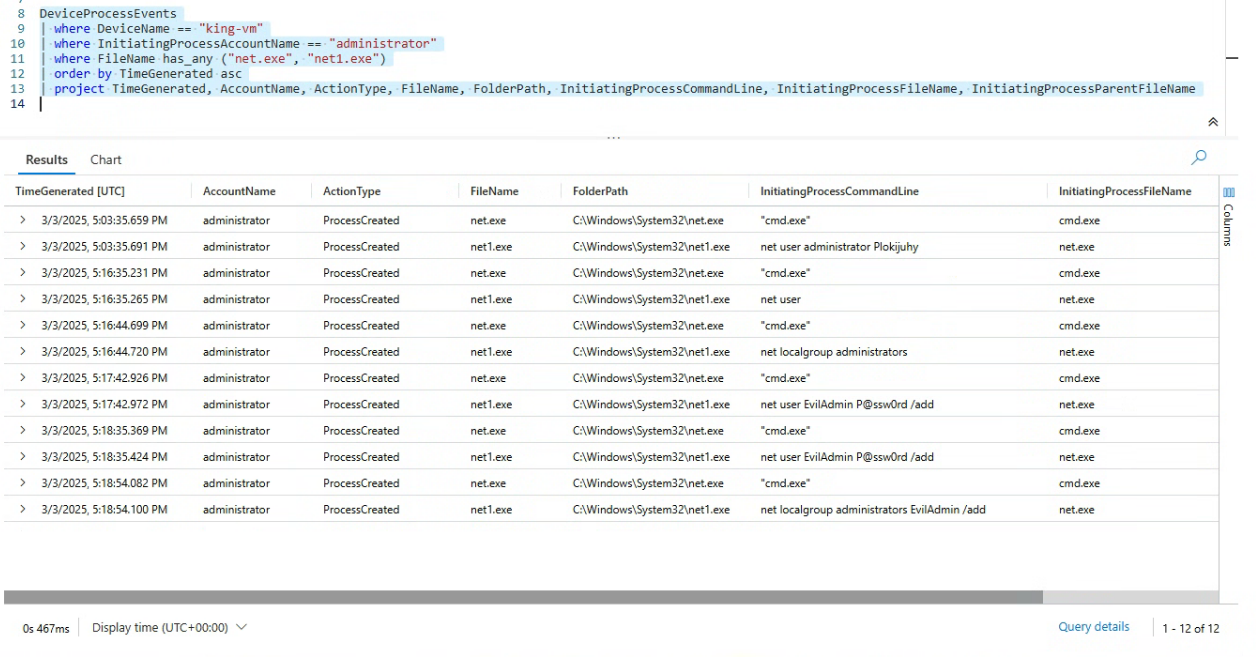 7
8 DeviceProcessEvents
9 | where DeviceName == "king-vm"
10 | where InitiatingProcessAccountName == "administrator"
11 | where FileName has_any ("net.exe", "net1.exe")
12 | order by TimeGenerated asc
13 | project TimeGenerated, AccountName, ActionType, FileName, FolderPath, InitiatingProcessCommandLine, InitiatingProcessFileName, InitiatingProcessParentFileName
14
Results Chart
TimeGenerated [UTC] AccountName ActionType FileName FolderPath InitiatingProcessCommandLine InitiatingProcessFileName
3/3/2025, 5:03:35.659 PM administrator ProcessCreated net.exe C:\Windows\System32\net.exe "cmd.exe" cmd.exe
3/3/2025, 5:03:35.691 PM administrator ProcessCreated net1.exe C:\Windows\System32\net1.exe net user administrator Plokijuhy net.exe
3/3/2025, 5:16:35.231 PM administrator ProcessCreated net.exe C:\Windows\System32\net.exe "cmd.exe" cmd.exe
3/3/2025, 5:16:35.265 PM administrator ProcessCreated net1.exe C:\Windows\System32\net1.exe net user net.exe
3/3/2025, 5:16:44.699 PM administrator ProcessCreated net.exe C:\Windows\System32\net.exe "cmd.exe" cmd.exe
3/3/2025, 5:16:44.720 PM administrator ProcessCreated net1.exe C:\Windows\System32\net1.exe net localgroup administrators net.exe
3/3/2025, 5:17:42.926 PM administrator ProcessCreated net.exe C:\Windows\System32\net.exe "cmd.exe" cmd.exe
3/3/2025, 5:17:42.972 PM administrator ProcessCreated net1.exe C:\Windows\System32\net1.exe net user EvilAdmin P@ssw0rd /add net.exe
3/3/2025, 5:18:35.369 PM administrator ProcessCreated net.exe C:\Windows\System32\net.exe "cmd.exe" cmd.exe
3/3/2025, 5:18:35.424 PM administrator ProcessCreated net1.exe C:\Windows\System32\net1.exe net user EvilAdmin P@ssw0rd /add net.exe
3/3/2025, 5:18:54.082 PM administrator ProcessCreated net.exe C:\Windows\System32\net.exe "cmd.exe" cmd.exe
3/3/2025, 5:18:54.100 PM administrator ProcessCreated net1.exe C:\Windows\System32\net1.exe net localgroup administrators EvilAdmin /add net.exe
Columns
0s 467ms Display time (UTC+00:00) Query details 1 - 12 of 12